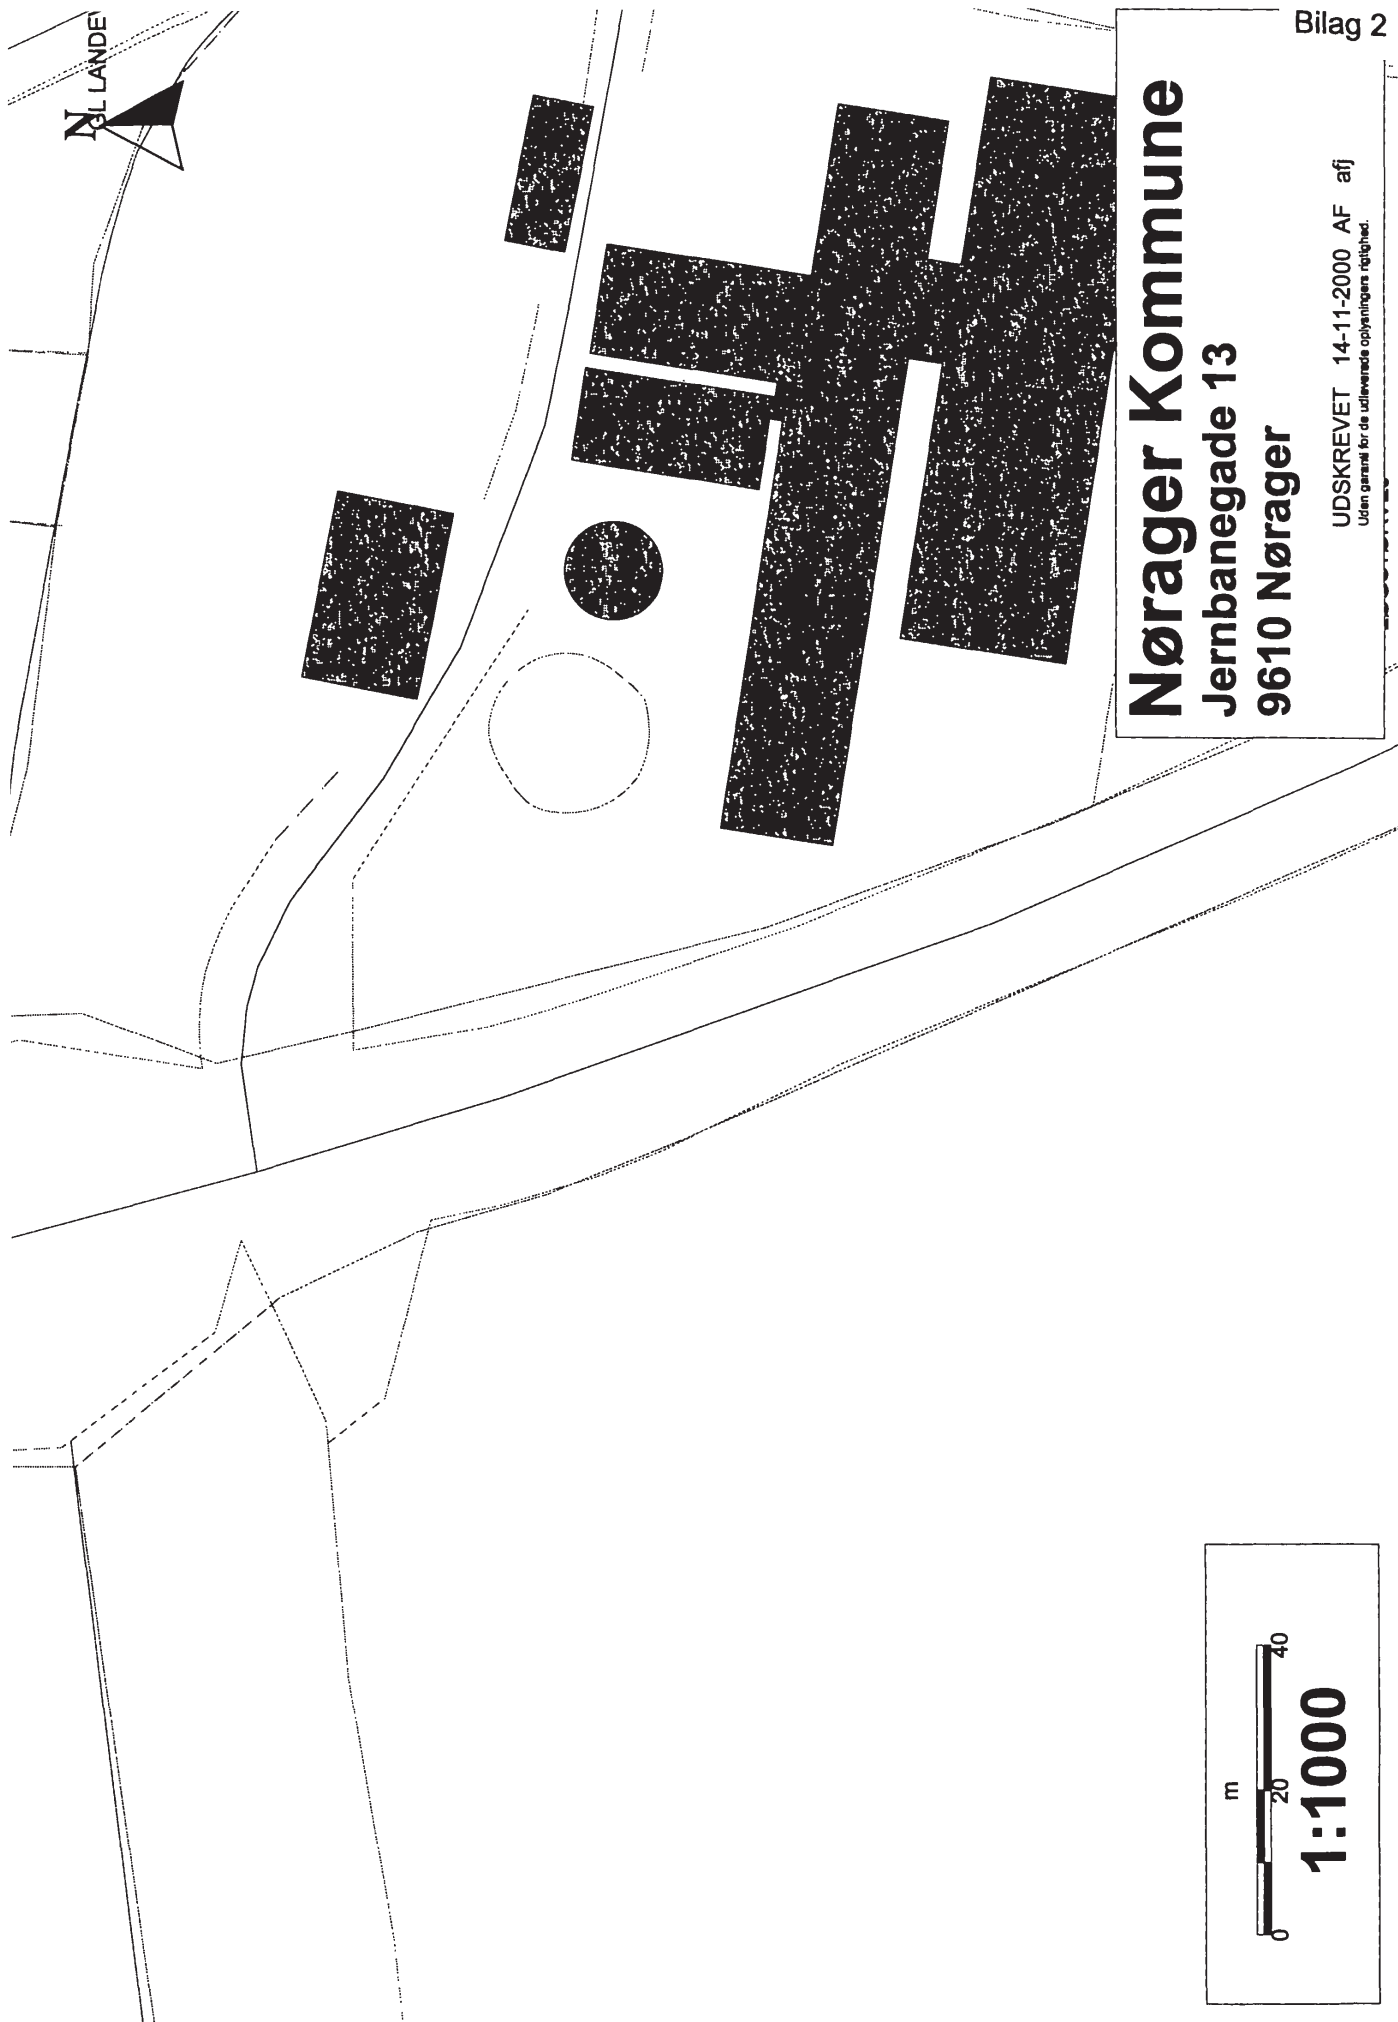 Bilag 2
N
GL LANDEV
Nørager Kommune
Jernbanegade 13
9610 Nørager
UDSKREVET 14-11-2000 AF afj
Uden garanti for de udleverede oplysningers rigtighed.
m
0 20 40
1:1000